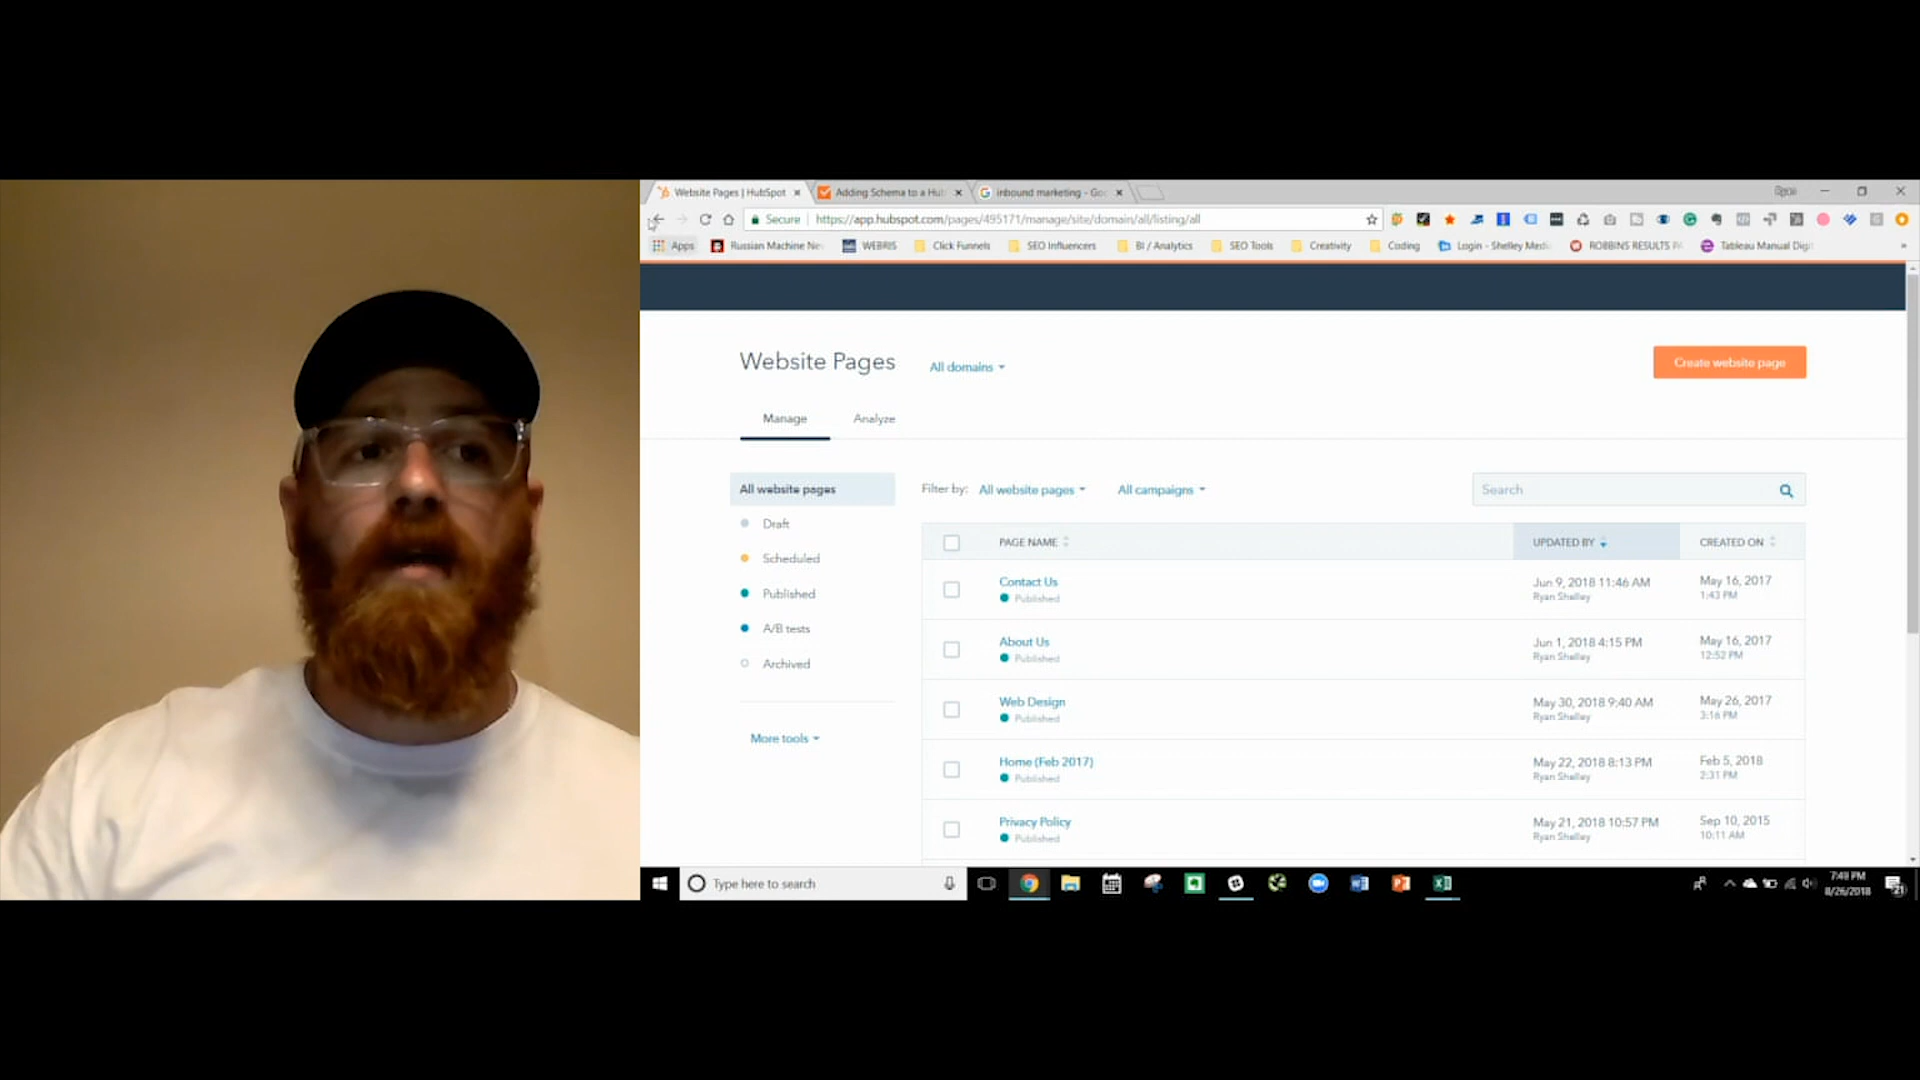 Website Pages | HubSpot
Adding Schema to a Hub
inbound marketing - Goo
Secure
https://app.hubspot.com/pages/495171/manage/site/domain/all/listing/all
Apps
Russian Machine Ne
WEBRIS
Click Funnels
SEO Influencers
BI / Analytics
SEO Tools
Creativity
Coding
Login - Shelley Medi
ROBBINS RESULTS
Tableau Manual Digi
Website Pages
All domains
Create website page
Manage
Analyze
All website pages
Draft
Scheduled
Published
A/B tests
Archived
More tools
Filter by:
All website pages
All campaigns
Search
PAGE NAME
UPDATED BY
CREATED ON
Contact Us
Published
Jun 9, 2018 11:46 AM
Ryan Shelley
May 16, 2017
1:43 PM
About Us
Published
Jun 1, 2018 4:15 PM
Ryan Shelley
May 16, 2017
12:52 PM
Web Design
Published
May 30, 2018 9:40 AM
Ryan Shelley
May 26, 2017
3:16 PM
Home (Feb 2017)
Published
May 22, 2018 8:13 PM
Ryan Shelley
Feb 5, 2018
2:31 PM
Privacy Policy
Published
May 21, 2018 10:57 PM
Ryan Shelley
Sep 10, 2015
10:11 AM
Type here to search
7:49 PM
8/26/2018
21